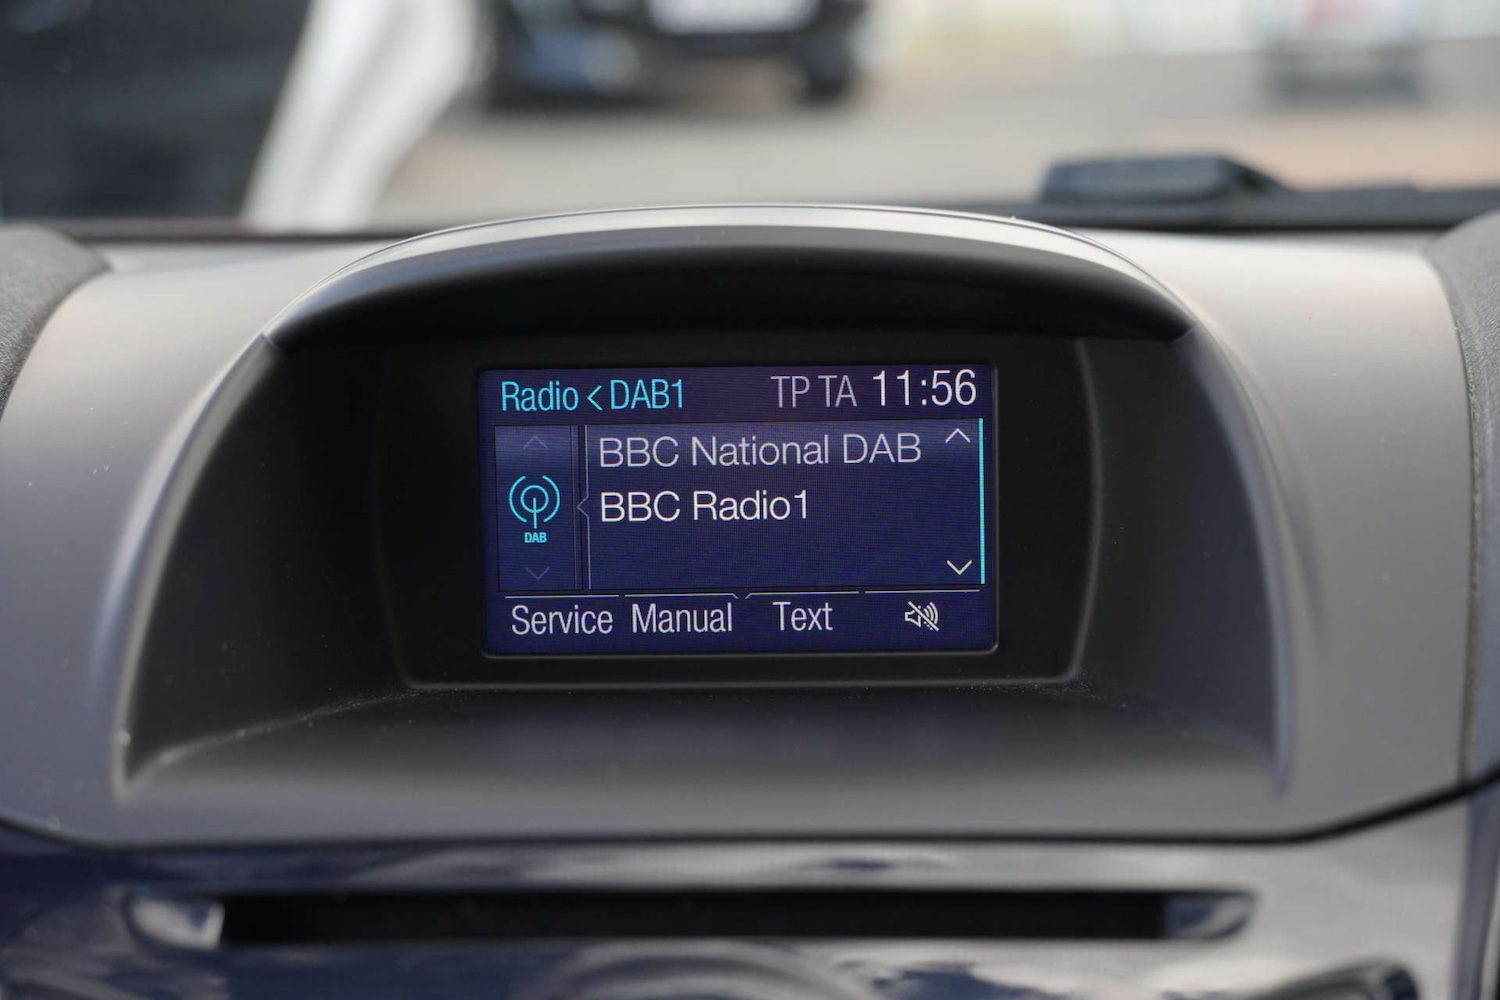 Radio < DAB1 TP TA 11:56
BBC National DAB
BBC Radio1
DAB
Service Manual Text